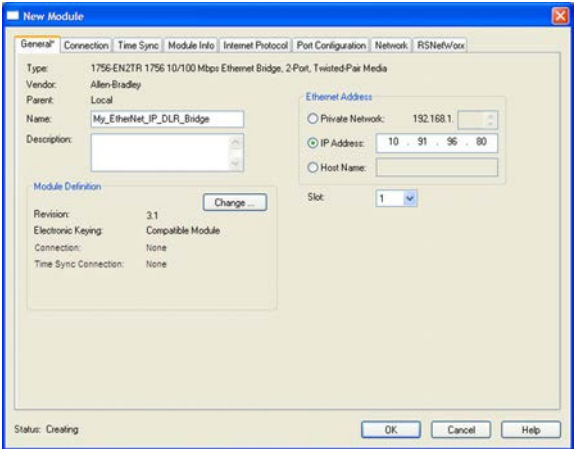 New Module
General* Connection Time Sync Module Info Internet Protocol Port Configuration Network RSNetWorx
Type: 1756-EN2TR 1756 10/100 Mbps Ethernet Bridge, 2-Port, Twisted-Pair Media
Vendor: Allen-Bradley
Parent: Local
Name: My_EtherNet_IP_DLR_Bridge
Description:
Ethernet Address
Private Network: 192.168.1.
IP Address: 10 . 91 . 96 . 80
Host Name:
Slot: 1
Module Definition
Change ...
Revision: 3.1
Electronic Keying: Compatible Module
Connection: None
Time Sync Connection: None
Status: Creating
OK Cancel Help